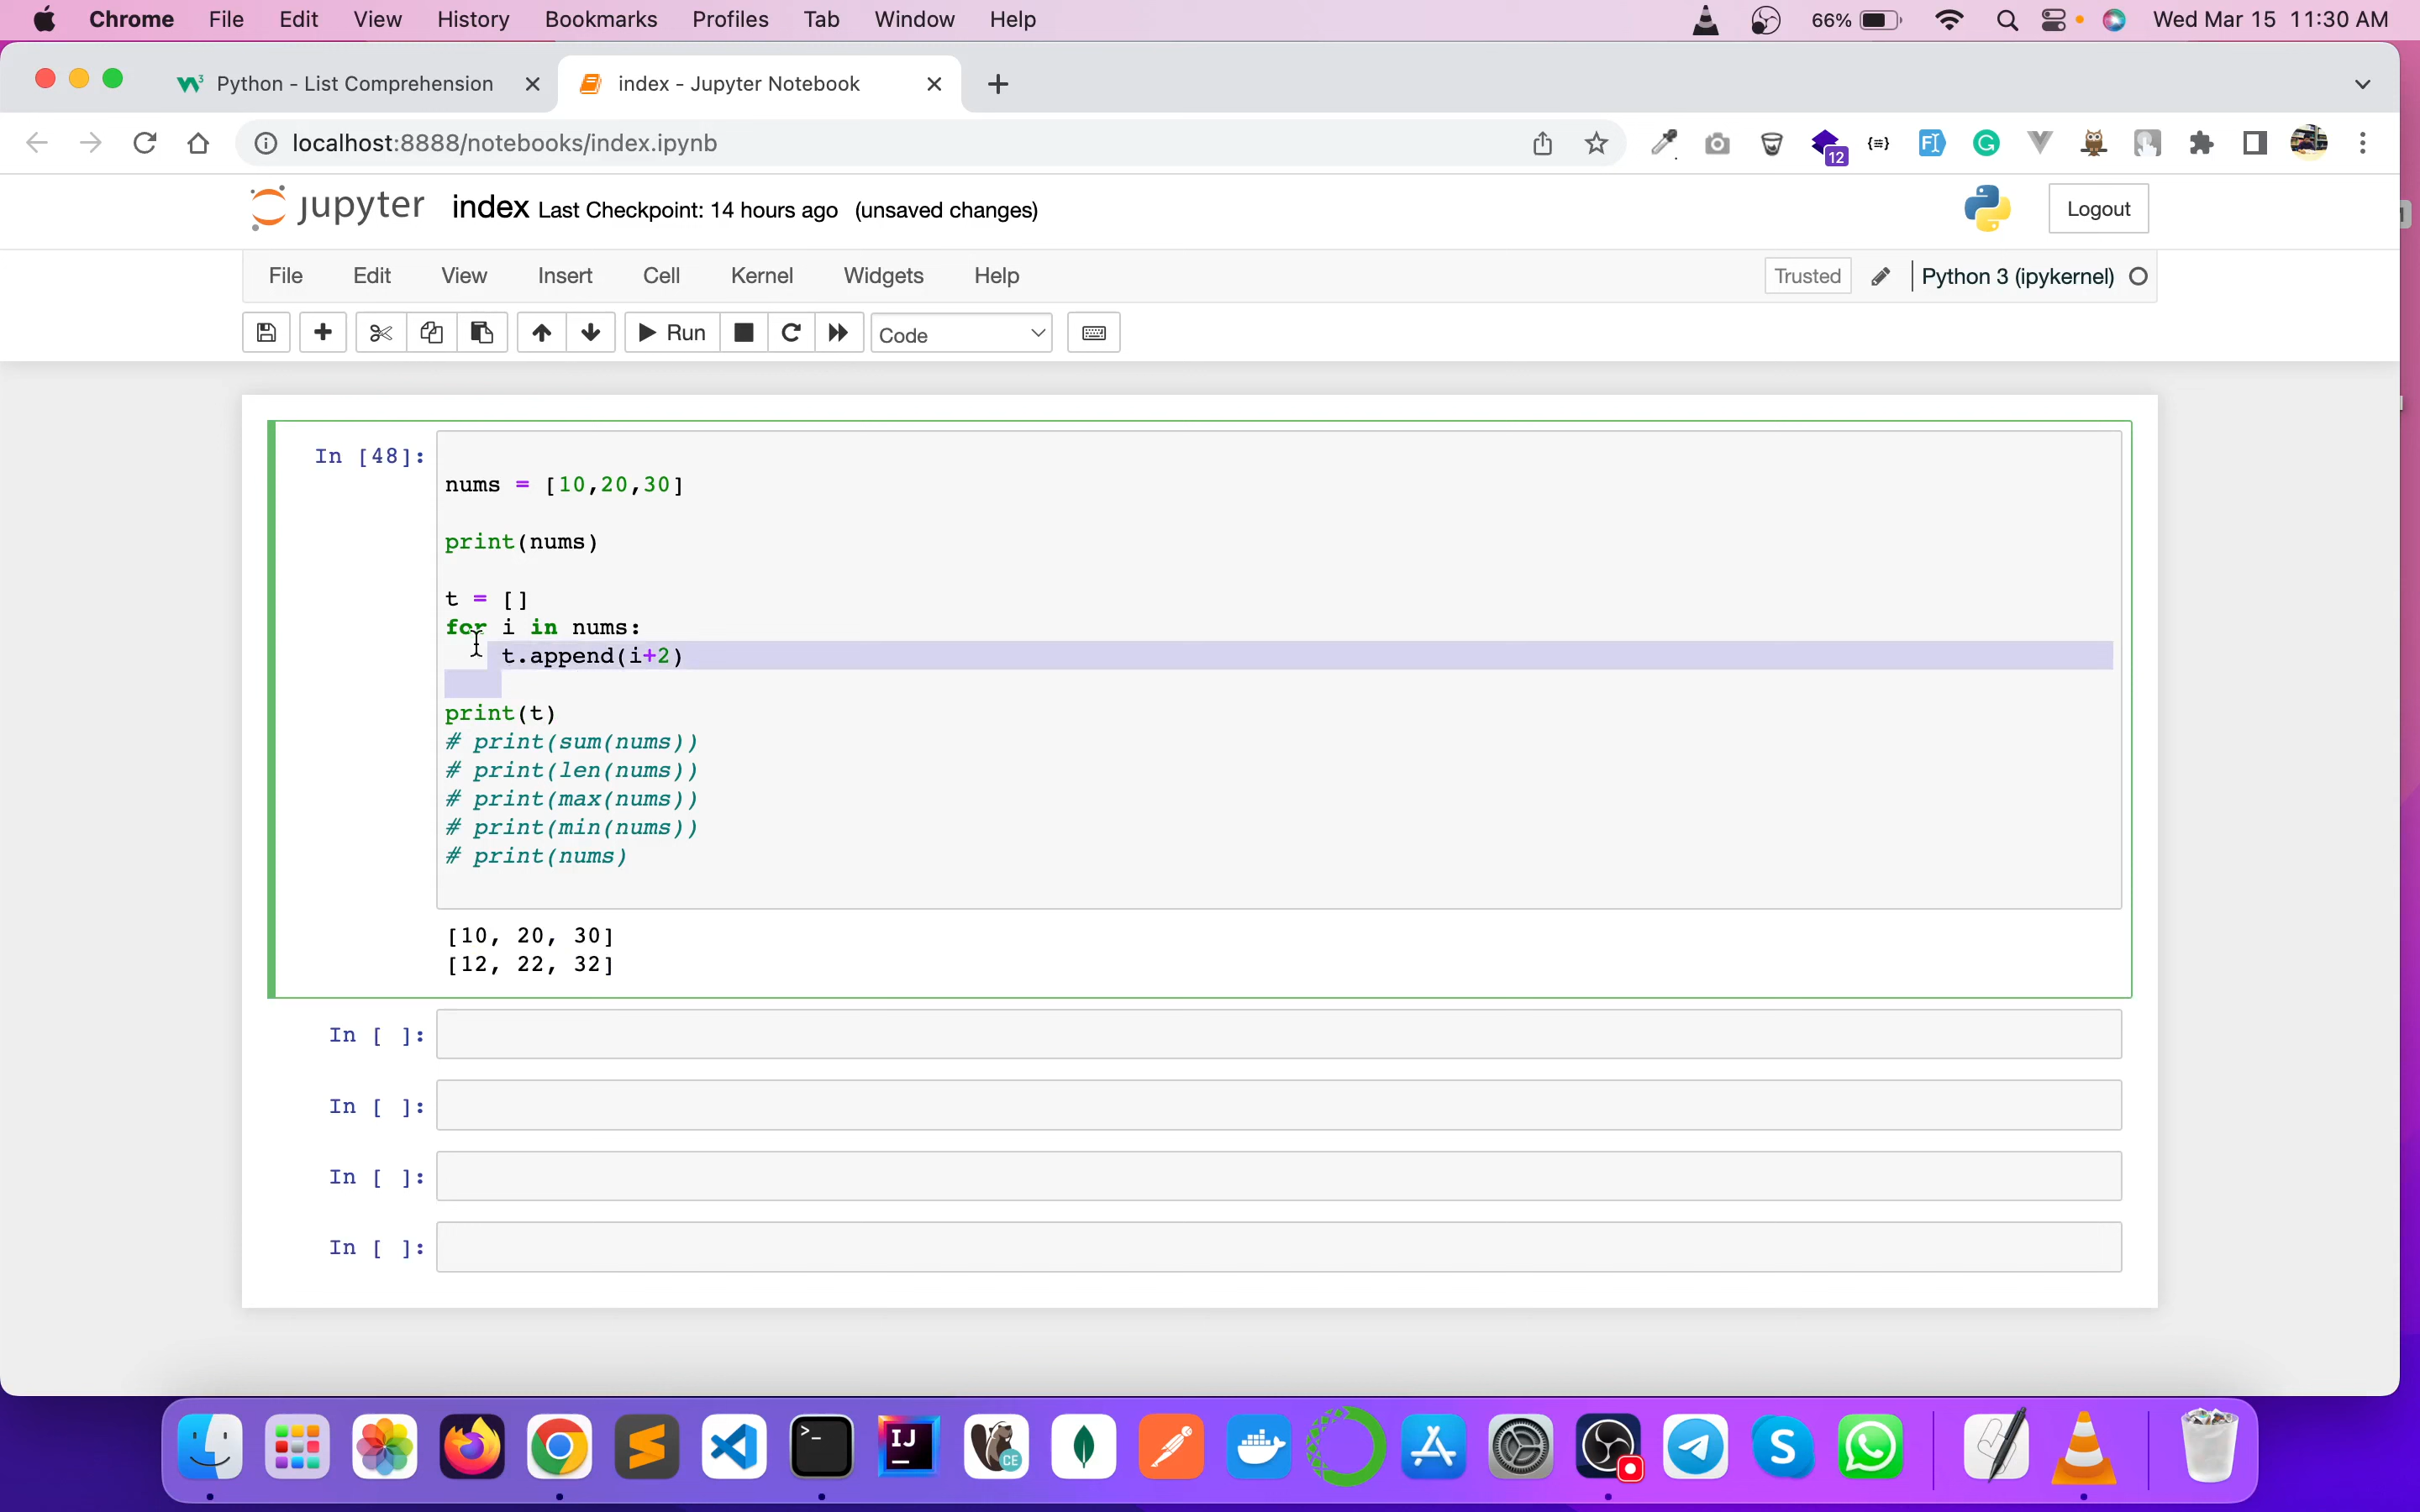 Chrome File Edit View History Bookmarks Profiles Tab Window Help 66% Wed Mar 15 11:30 AM
Python - List Comprehension index - Jupyter Notebook
localhost:8888/notebooks/index.ipynb 12
jupyter index Last Checkpoint: 14 hours ago (unsaved changes) Logout
File Edit View Insert Cell Kernel Widgets Help Trusted Python 3 (ipykernel)
Run Code
In [48]:
nums = [10,20,30]
print(nums)
t = []
for i in nums:
t.append(i+2)
print(t)
# print(sum(nums))
# print(len(nums))
# print(max(nums))
# print(min(nums))
# print(nums)
[10, 20, 30]
[12, 22, 32]
In [ ]:
In [ ]:
In [ ]:
In [ ]:
>_ IJ CE S